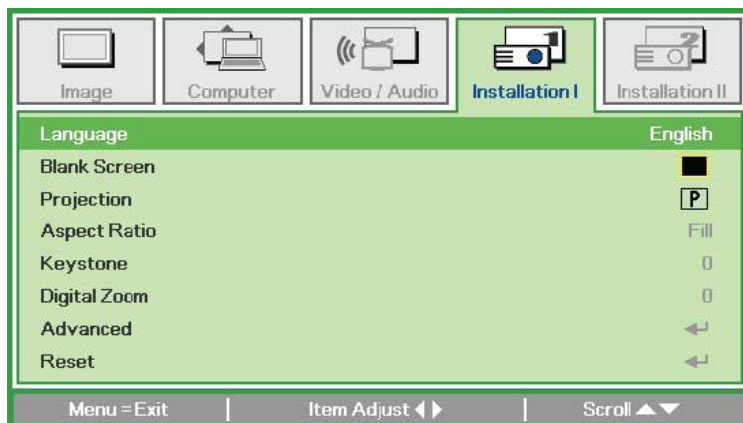 Image Computer Video / Audio Installation I Installation II
Language English
Blank Screen
Projection P
Aspect Ratio Fill
Keystone 0
Digital Zoom 0
Advanced
Reset
Menu = Exit | Item Adjust | Scroll